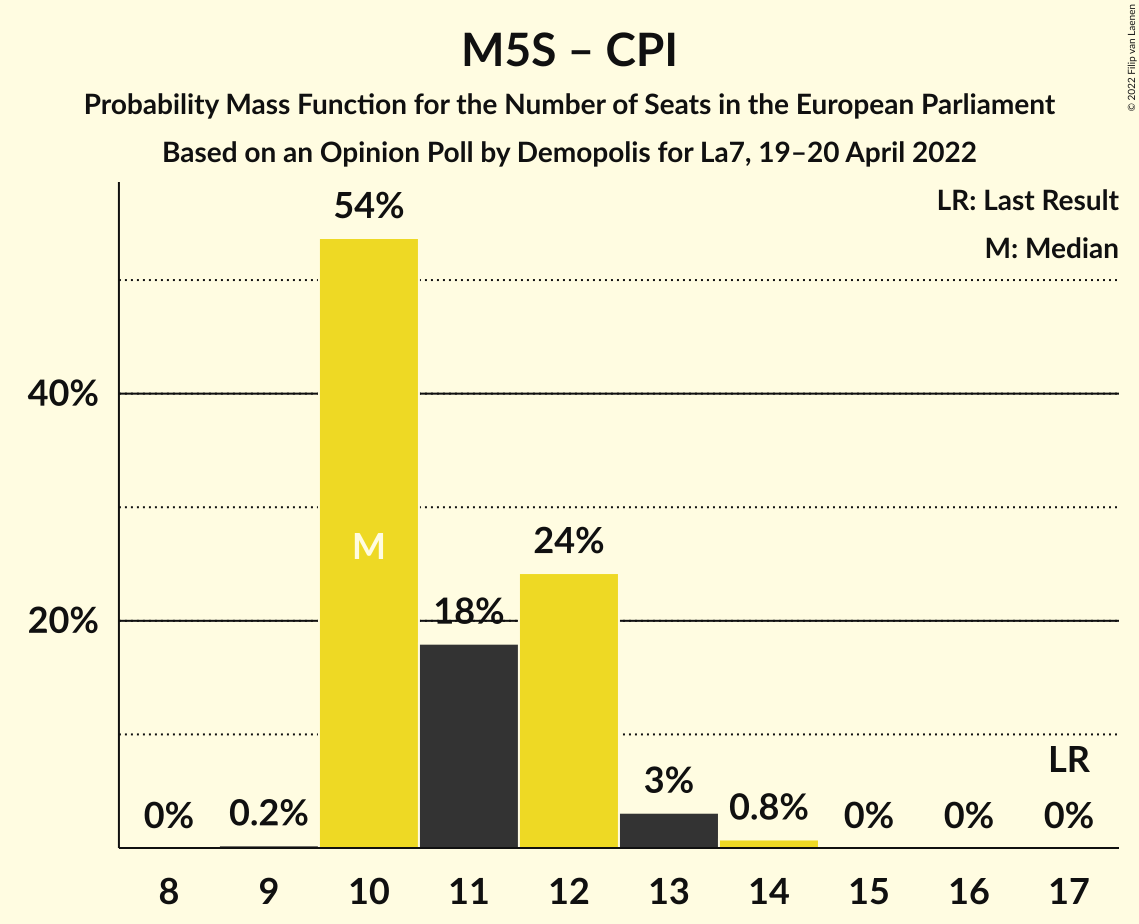 M5S – CPI
Probability Mass Function for the Number of Seats in the European Parliament
Based on an Opinion Poll by Demopolis for La7, 19–20 April 2022
© 2022 Filip van Laenen
LR: Last Result
M: Median
54%
40%
M
24%
18%
20%
LR
3%
0%
0.2%
0.8%
0%
0%
0%
8
9
10
11
12
13
14
15
16
17